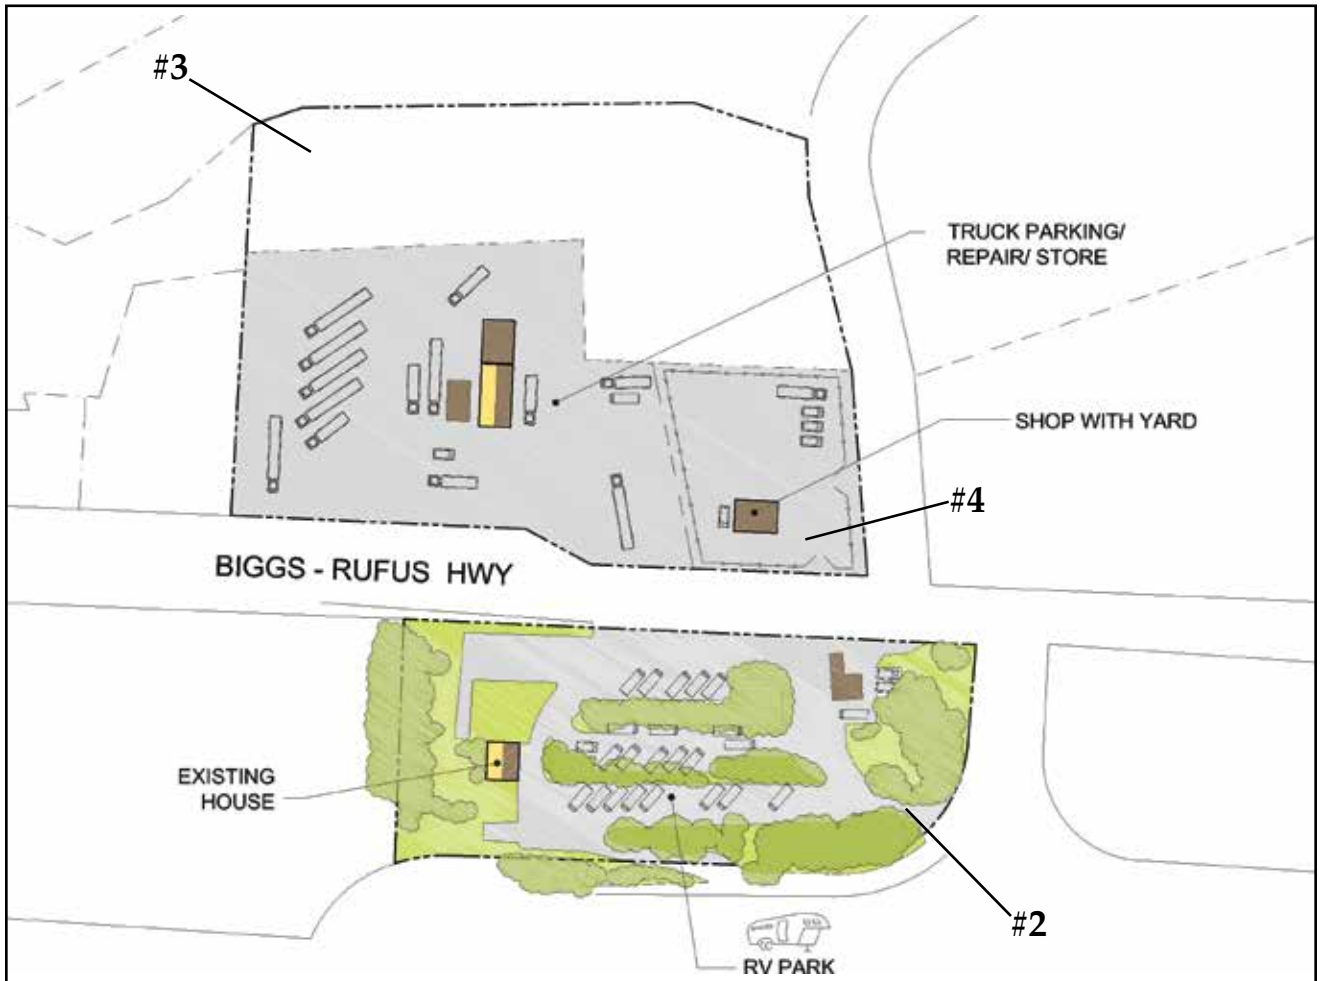 #3
TRUCK PARKING/
REPAIR/ STORE
SHOP WITH YARD
#4
BIGGS - RUFUS HWY
EXISTING
HOUSE
#2
RV PARK